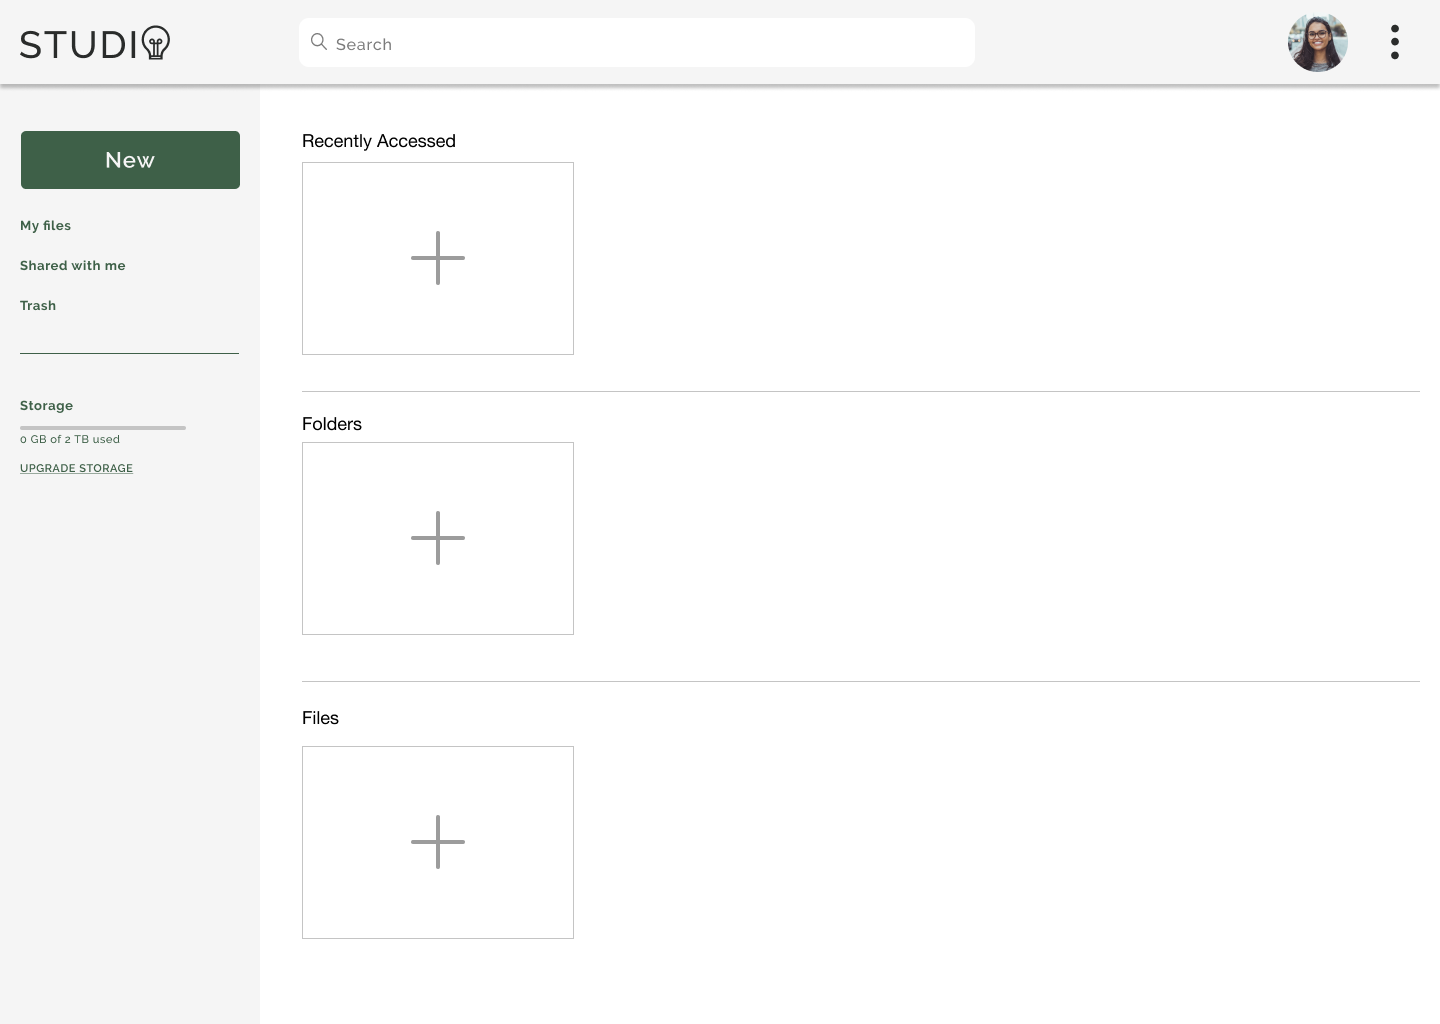 STUDIO
Search
New
My files
Shared with me
Trash
Storage
0 GB of 2 TB used
UPGRADE STORAGE
Recently Accessed
Folders
Files